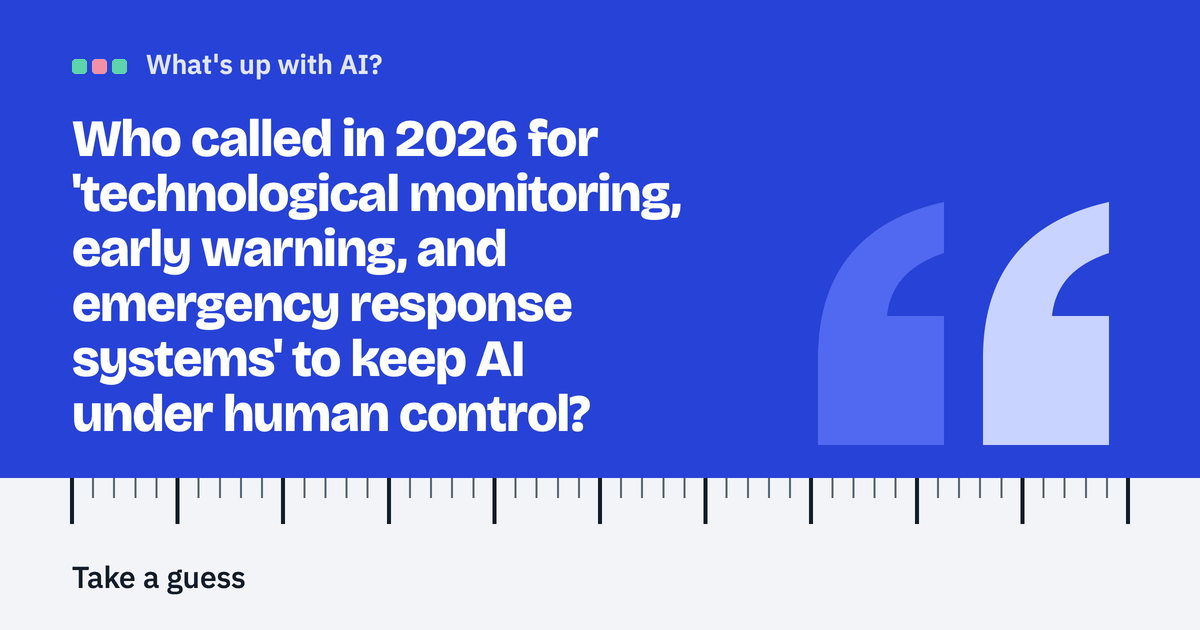 What's up with AI?
Who called in 2026 for
'technological monitoring,
early warning, and
emergency response
systems' to keep AI
under human control?
Take a guess